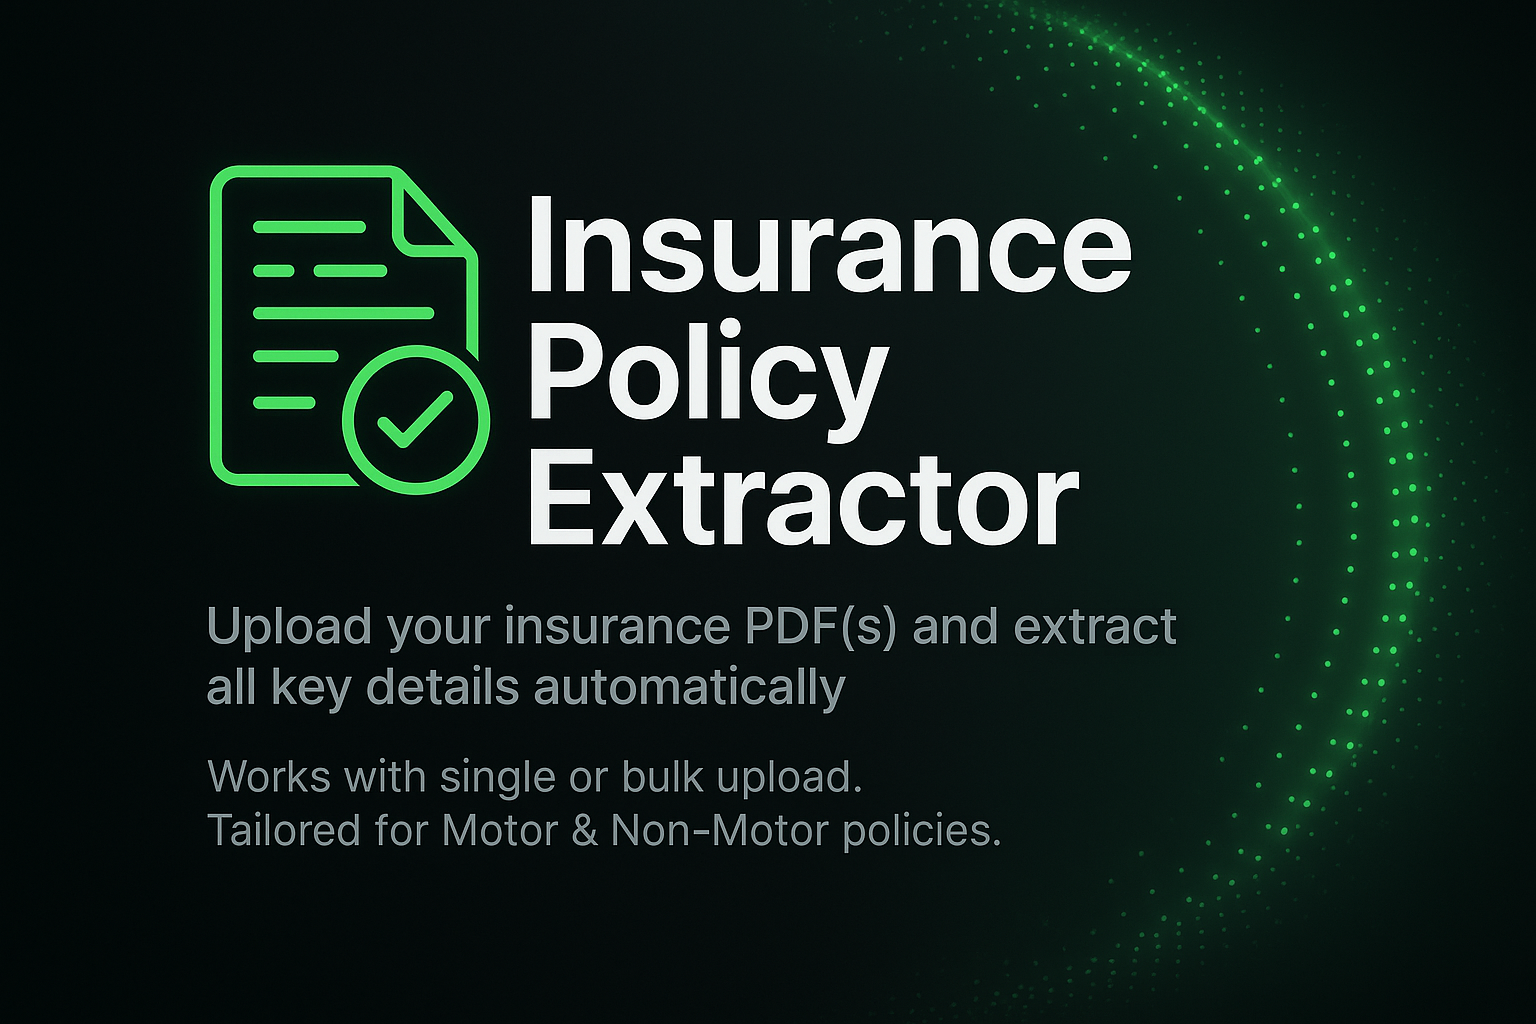 Insurance
Policy
Extractor
Upload your insurance PDF(s) and extract
all key details automatically
Works with single or bulk upload.
Tailored for Motor & Non-Motor policies.